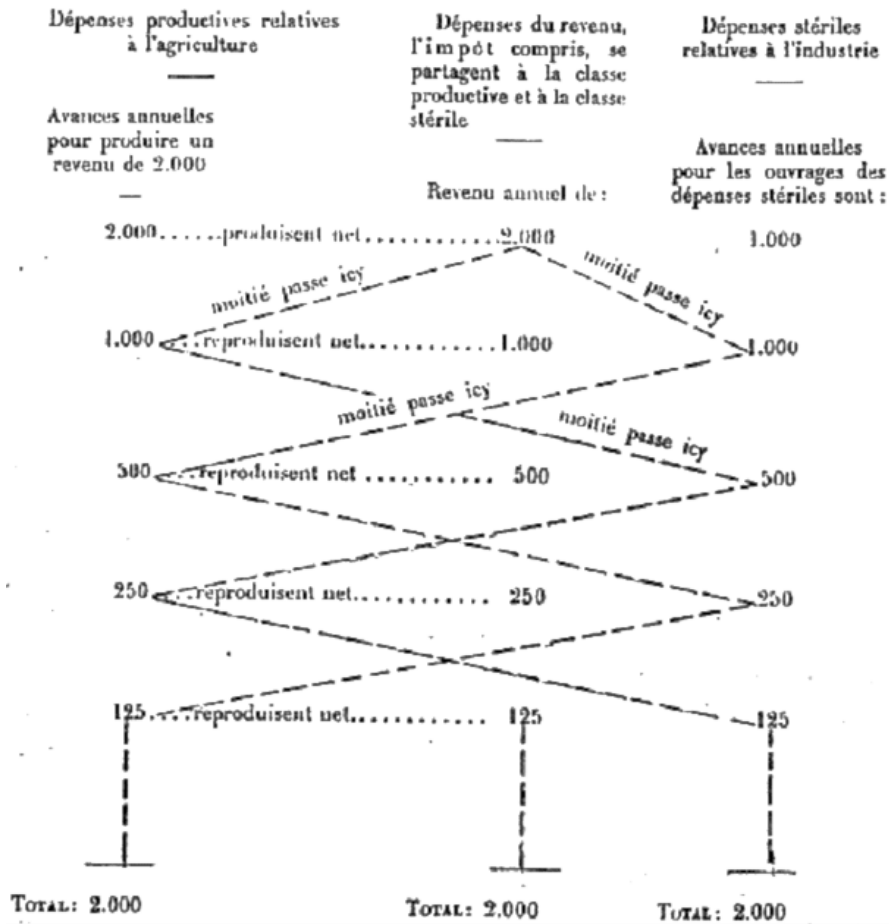 Dépenses productives relatives
à l'agriculture
Avances annuelles
pour produire un
revenu de 2.000
Dépenses du revenu,
l'impôt compris, se
partagent à la classe
productive et à la classe
stérile
Revenu annuel de :
Dépenses stériles
relatives à l'industrie
Avances annuelles
pour les ouvrages des
dépenses stériles sont :
2.000......produisent net............2.000 1.000
moitié passe icy moitié passe icy
1.000....reproduisent net............1.000 1.000
moitié passe icy moitié passe icy
500....reproduisent net ............ 500 500
250....reproduisent net............ 250 250
125....reproduisent net............ 125 125
TOTAL: 2.000 TOTAL: 2.000 TOTAL: 2.000